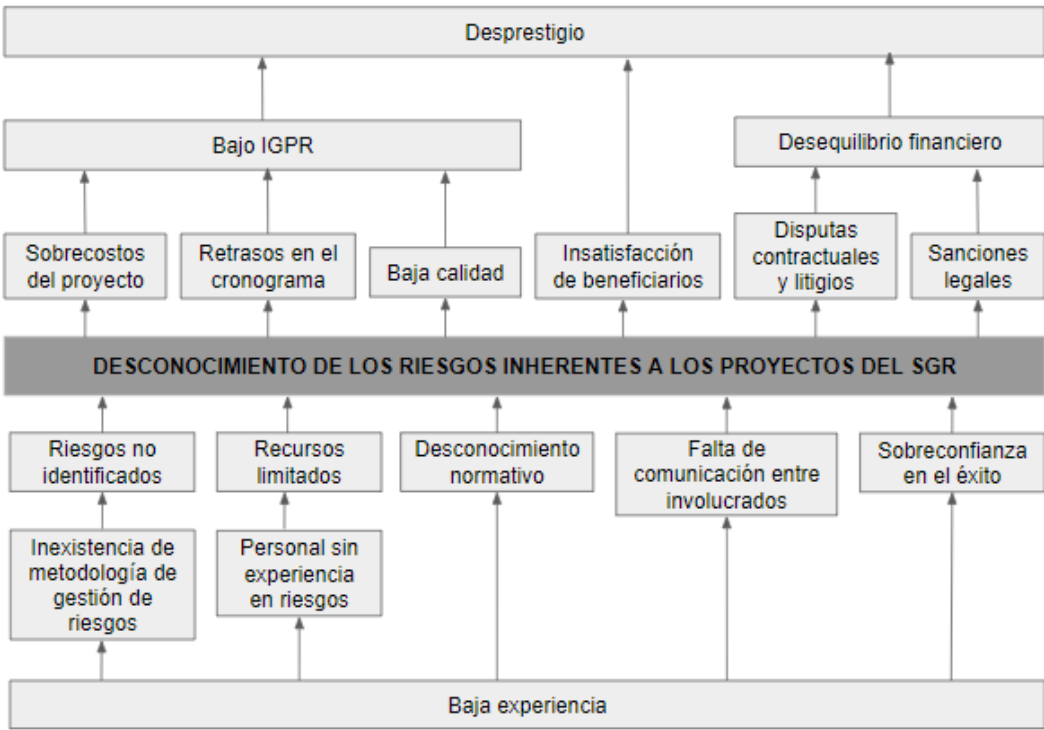 Desprestigio
Bajo IGPR
Desequilibrio financiero
Sobrecostos
del proyecto
Retrasos en el
cronograma
Baja calidad
Insatisfacción
de beneficiarios
Disputas
contractuales
y litigios
Sanciones
legales
DESCONOCIMIENTO DE LOS RIESGOS INHERENTES A LOS PROYECTOS DEL SGR
Riesgos no
identificados
Recursos
limitados
Desconocimiento
normativo
Falta de
comunicación entre
involucrados
Sobreconfianza
en el éxito
Inexistencia de
metodología de
gestión de
riesgos
Personal sin
experiencia
en riesgos
Baja experiencia